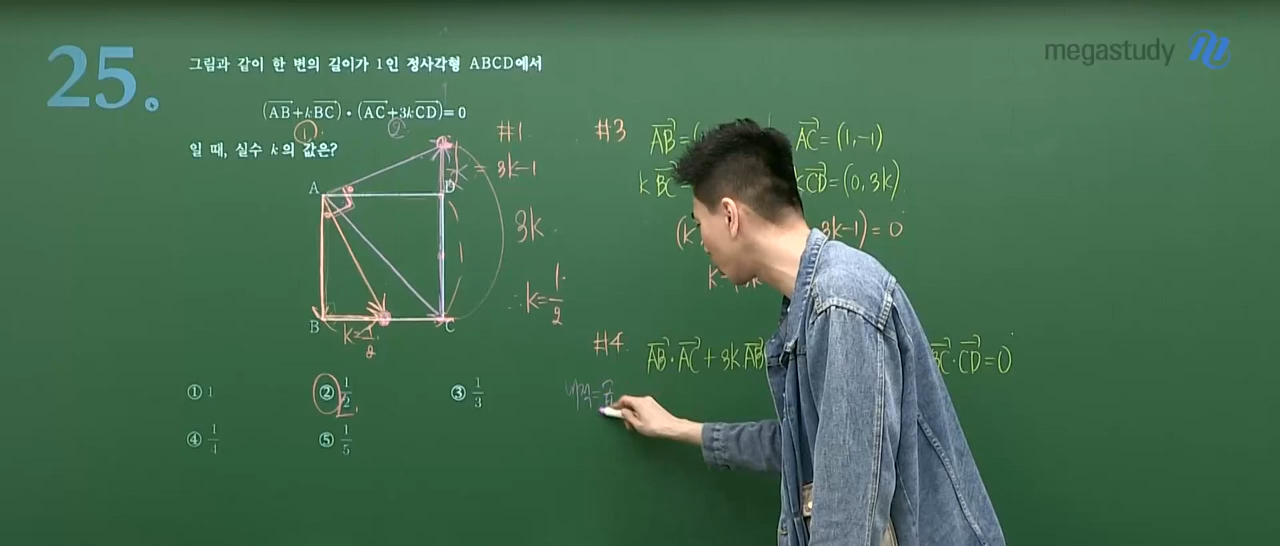 megastudy
25.
그림과 같이 한 변의 길이가 1인 정사각형 ABCD에서
(AB+kBC)•(AC+3kCD)=0
① ②
일 때, 실수 k의 값은?
A
B
C
D
k=1/2
1
#1
k = 3k-1
3k
∴k=1/2
① 1
② 1/2
③ 1/3
④ 1/4
⑤ 1/5
#3
AB=(
AC=(1,-1)
kBC
kCD=(0,3k)
(k
3k-1)=0
k=
#4
AB·AC+3kAB
BC·CD=0